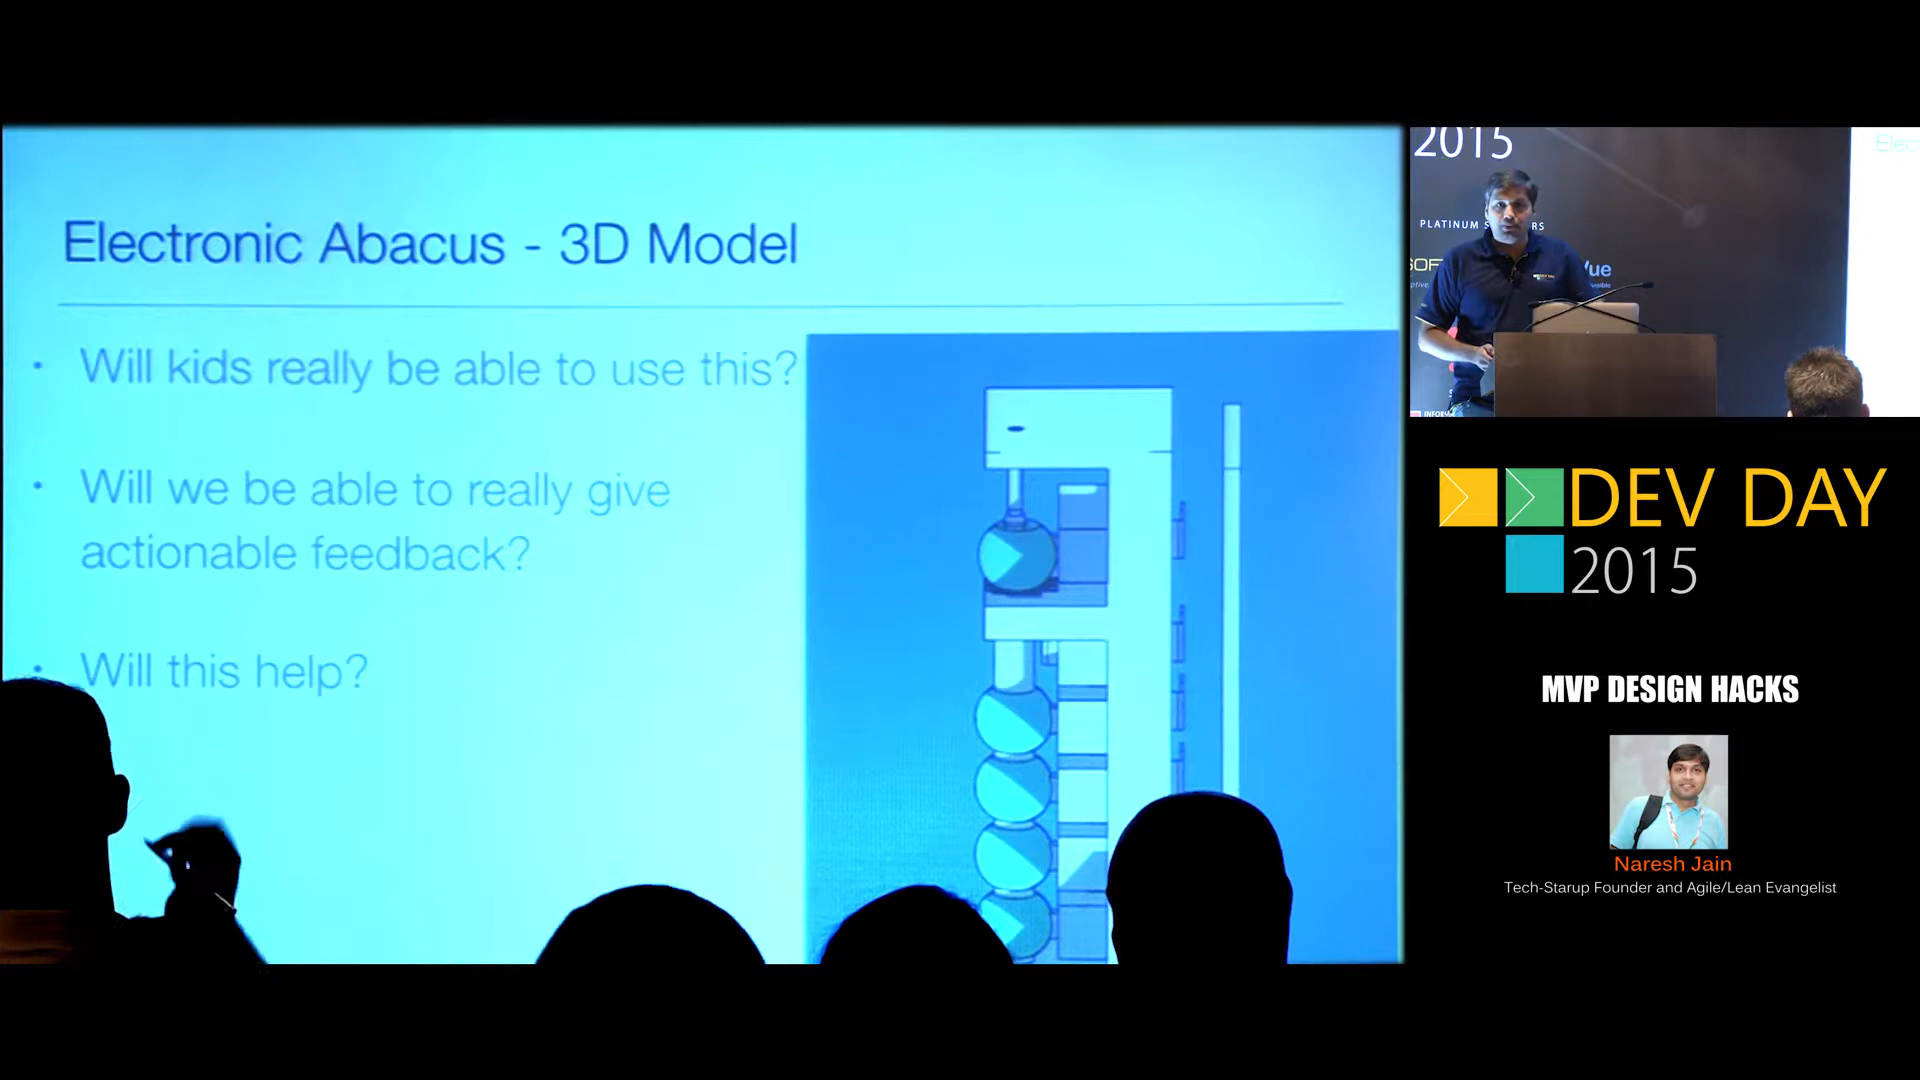 Electronic Abacus - 3D Model
• Will kids really be able to use this?
• Will we be able to really give
actionable feedback?
• Will this help?
2015
PLATINUM
Elec
DEV DAY
2015
MVP DESIGN HACKS
Naresh Jain
Tech-Starup Founder and Agile/Lean Evangelist